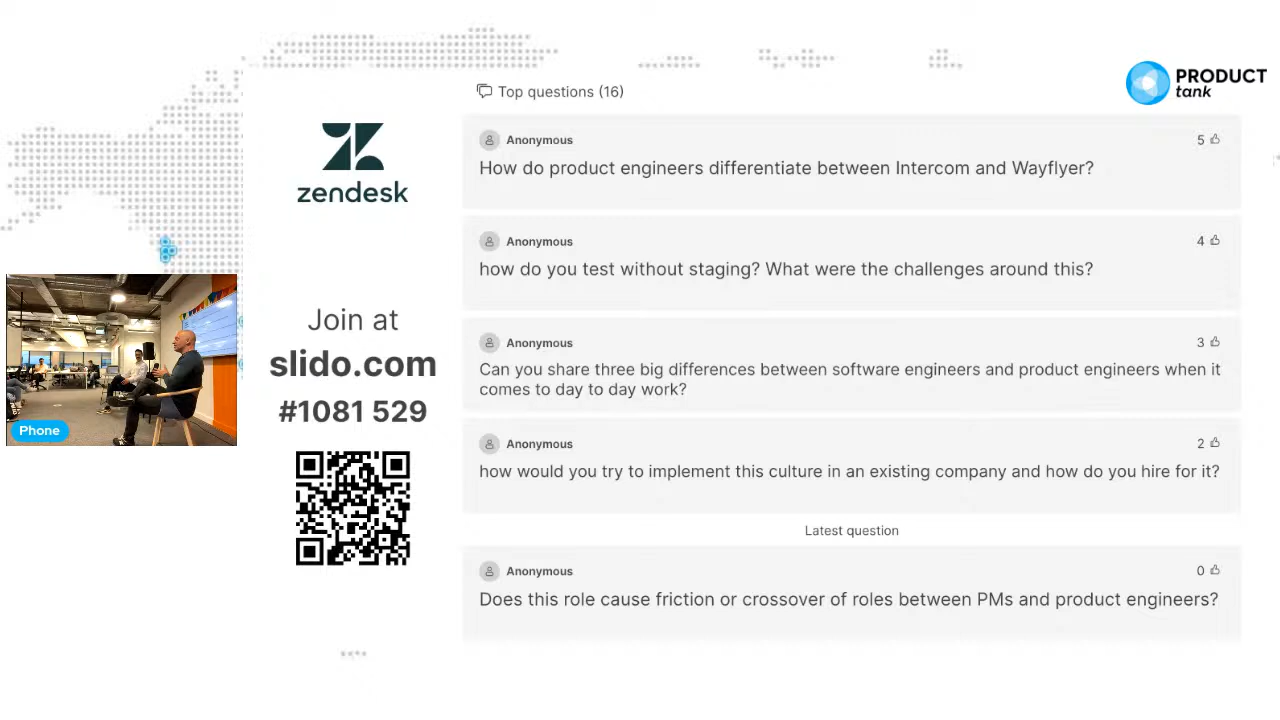 PRODUCT
tank
Top questions (16)
zendesk
Anonymous
5
How do product engineers differentiate between Intercom and Wayflyer?
Anonymous
4
how do you test without staging? What were the challenges around this?
Anonymous
3
Can you share three big differences between software engineers and product engineers when it
comes to day to day work?
Anonymous
2
how would you try to implement this culture in an existing company and how do you hire for it?
Latest question
Anonymous
0
Does this role cause friction or crossover of roles between PMs and product engineers?
Join at
slido.com
#1081 529
Phone